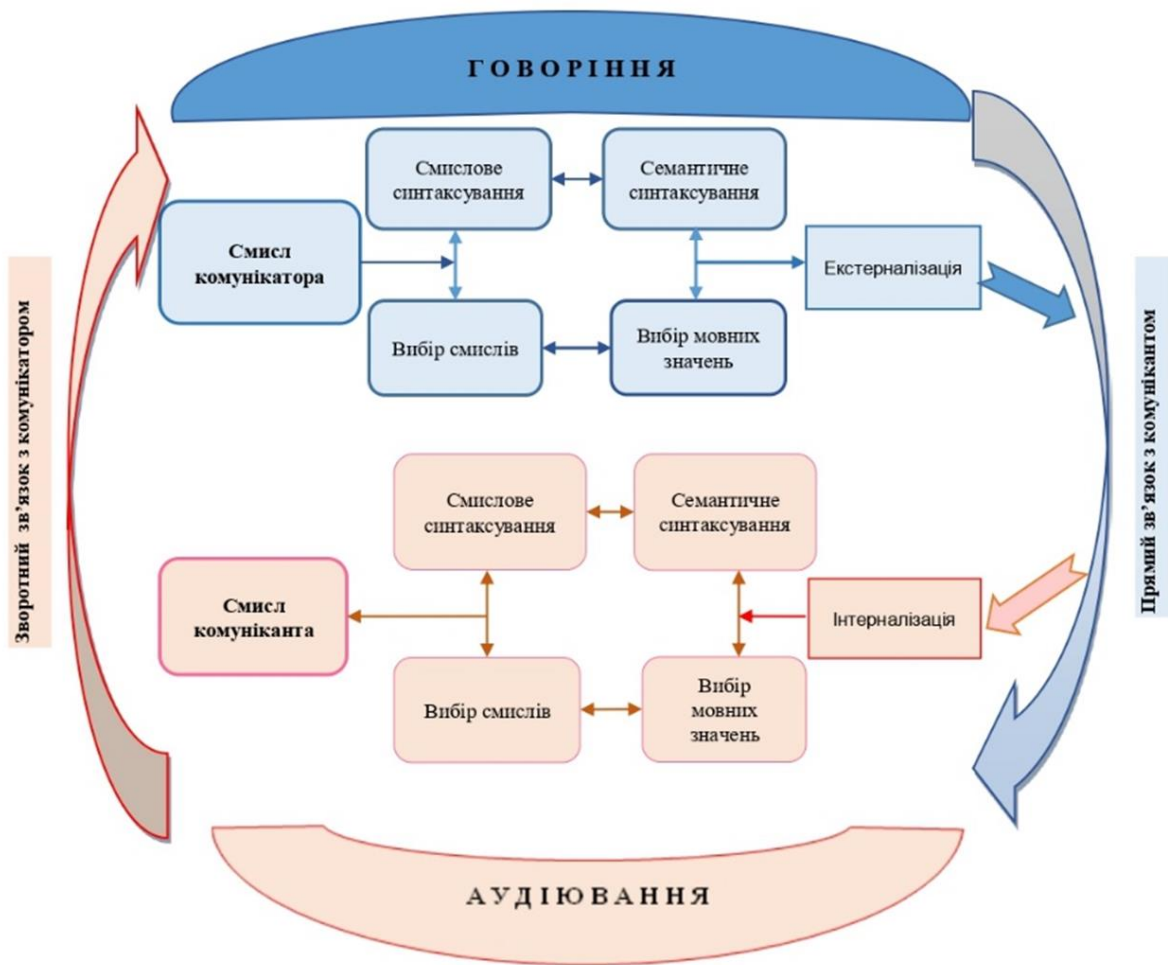 ГОВОРІННЯ
Смислове
синтаксування
Семантичне
синтаксування
Смисл
комунікатора
Екстерналізація
Вибір смислів
Вибір мовних
значень
Зворотний зв’язок з комунікатором
Прямий зв’язок з комунікантом
Смислове
синтаксування
Семантичне
синтаксування
Смисл
комуніканта
Інтерналізація
Вибір смислів
Вибір
мовних
значень
АУДІЮВАННЯ